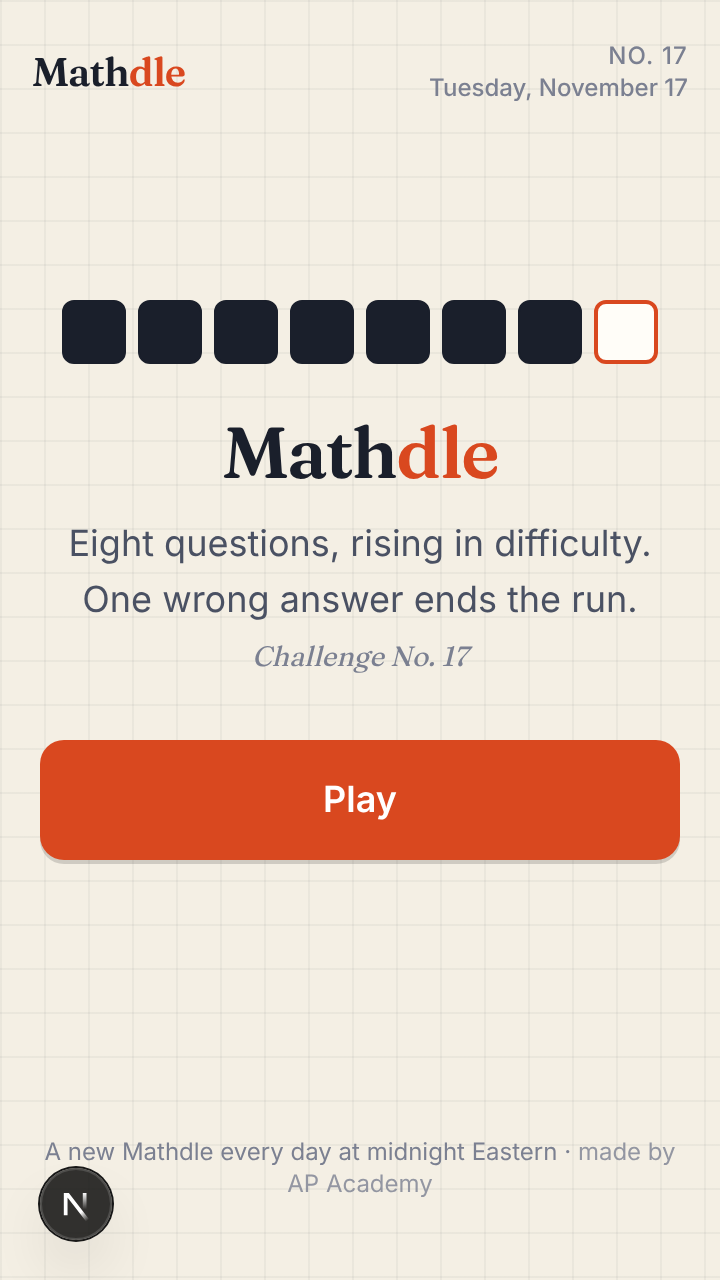 Mathdle
NO. 17
Tuesday, November 17
Mathdle
Eight questions, rising in difficulty.
One wrong answer ends the run.
Challenge No. 17
Play
A new Mathdle every day at midnight Eastern · made by
AP Academy
N